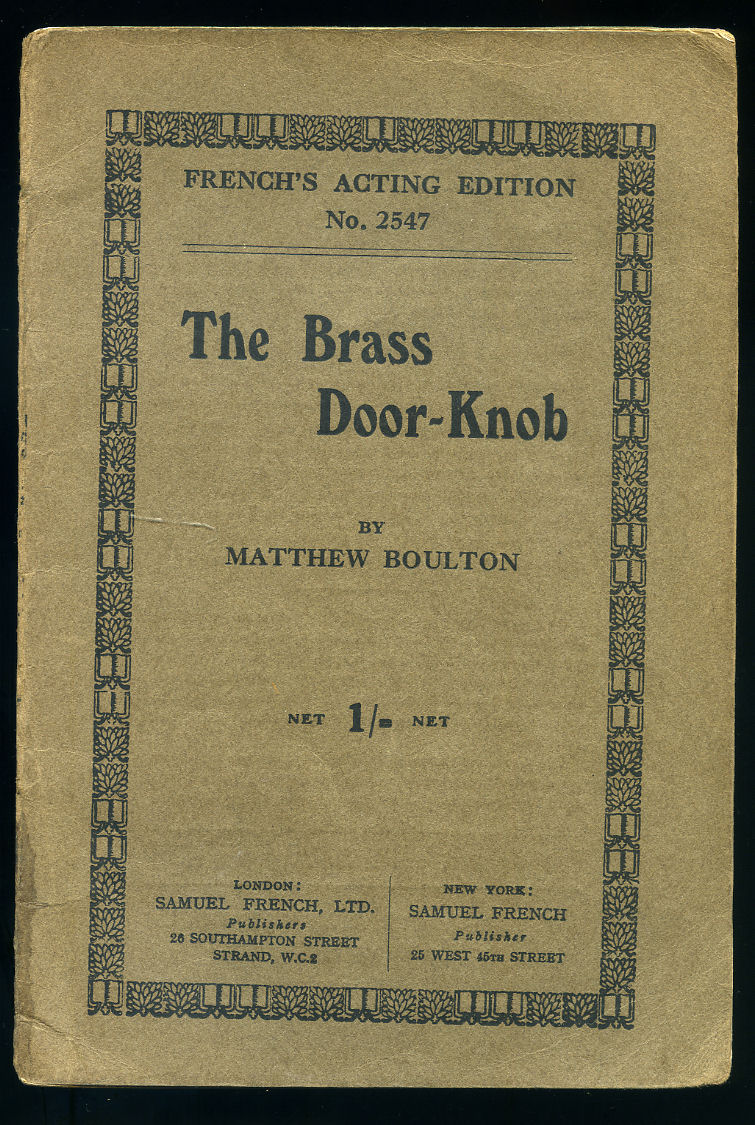 FRENCH'S ACTING EDITION
No. 2547
The Brass
Door-Knob
BY
MATTHEW BOULTON
NET 1/- NET
LONDON:
SAMUEL FRENCH, LTD.
Publishers
26 SOUTHAMPTON STREET
STRAND, W.C.2
NEW YORK:
SAMUEL FRENCH
Publisher
25 WEST 45TH STREET